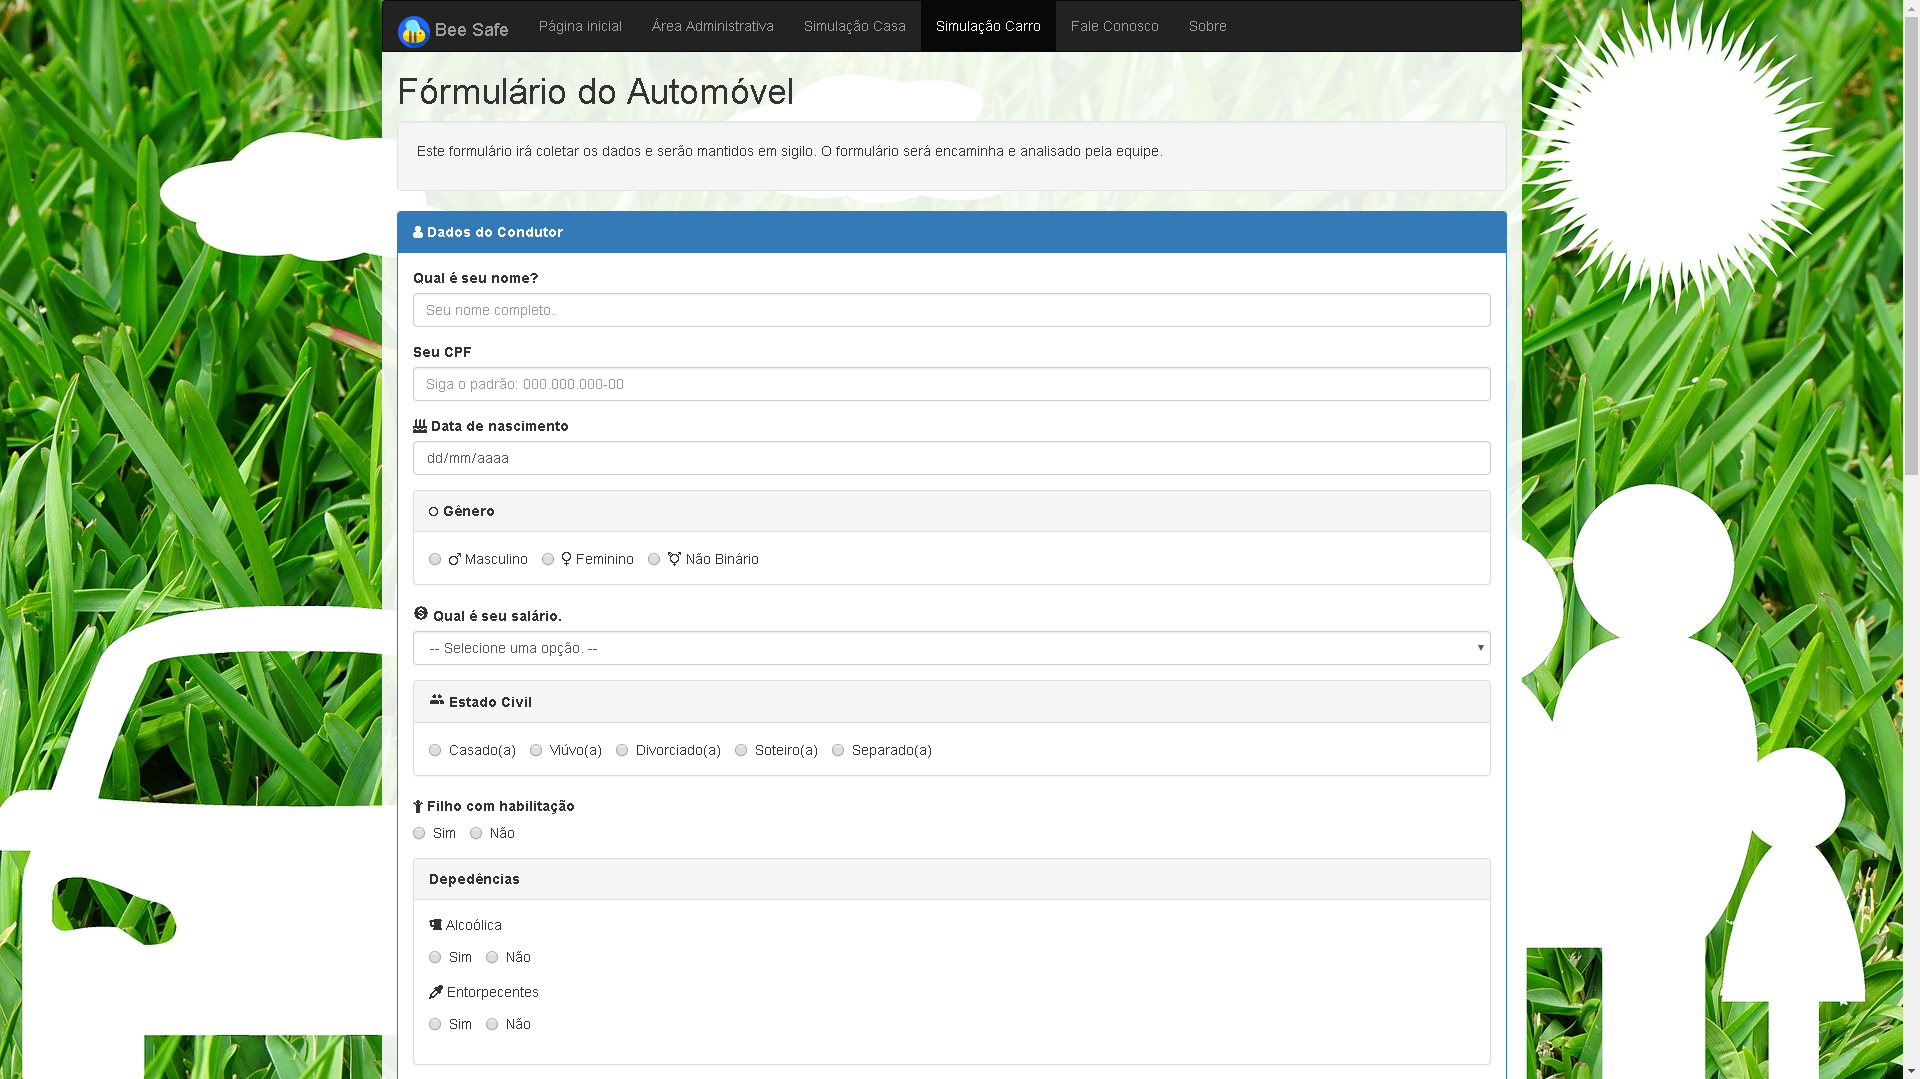 Bee Safe Página inicial Área Administrativa Simulação Casa Simulação Carro Fale Conosco Sobre
Fórmulário do Automóvel
Este formulário irá coletar os dados e serão mantidos em sigilo. O formulário será encaminha e analisado pela equipe.
Dados do Condutor
Qual é seu nome?
Seu nome completo.
Seu CPF
Siga o padrão: 000.000.000-00
Data de nascimento
dd/mm/aaaa
Gênero
Masculino Feminino Não Binário
Qual é seu salário.
-- Selecione uma opção. --
Estado Civil
Casado(a) Viúvo(a) Divorciado(a) Soteiro(a) Separado(a)
Filho com habilitação
Sim Não
Depedências
Alcoólica
Sim Não
Entorpecentes
Sim Não